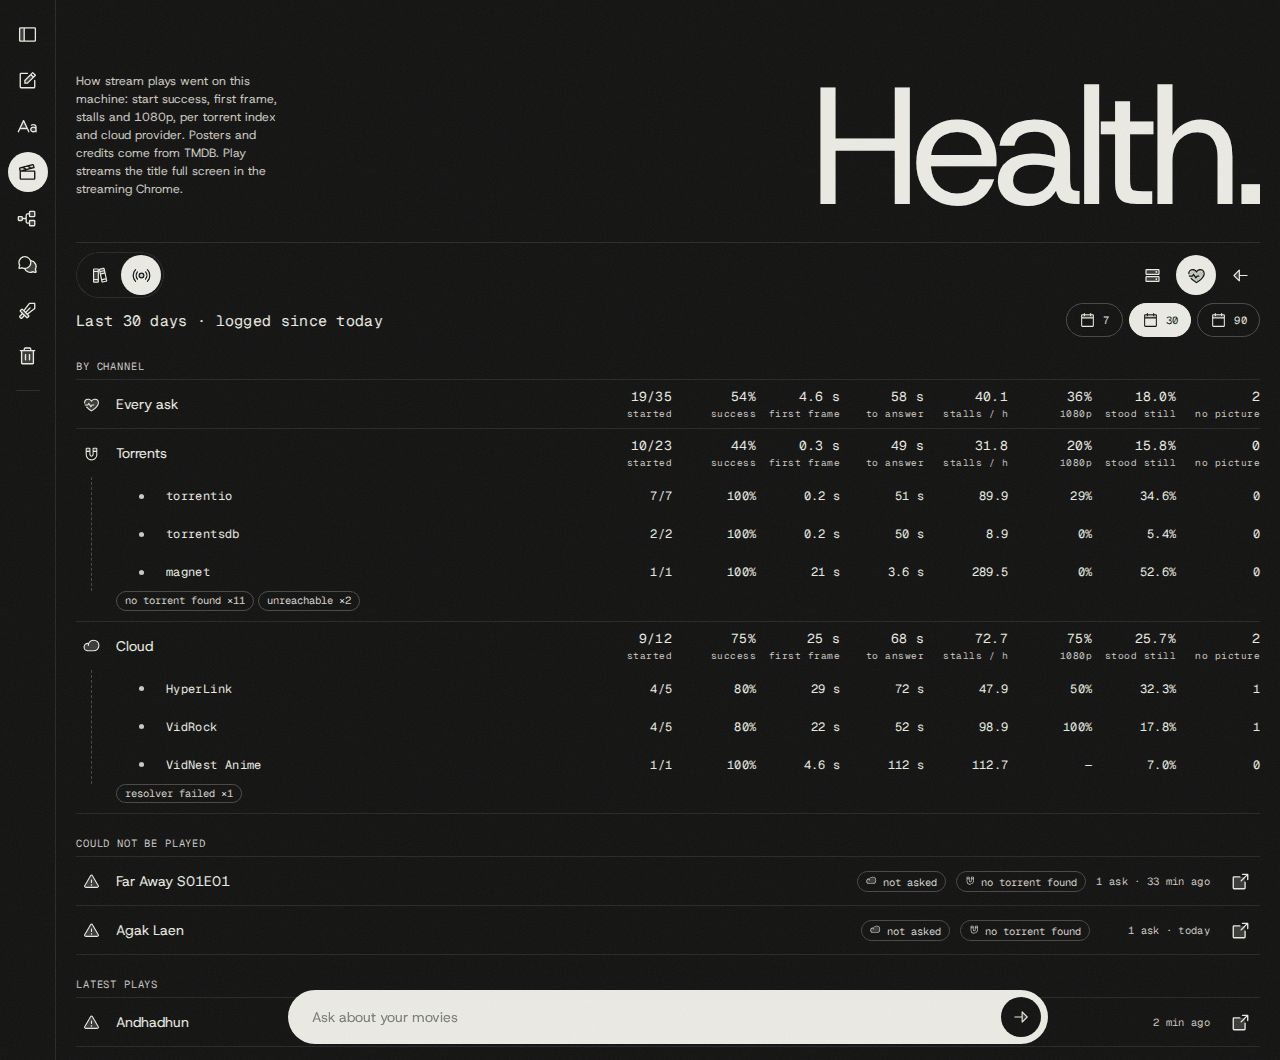 How stream plays went on this
machine: start success, first frame,
stalls and 1080p, per torrent index
and cloud provider. Posters and
credits come from TMDB. Play
streams the title full screen in the
streaming Chrome.
Health.
Aa
Last 30 days · logged since today
7 30 90
BY CHANNEL
Every ask 19/35 54% 4.6 s 58 s 40.1 36% 18.0% 2
started success first frame to answer stalls / h 1080p stood still no picture
Torrents 10/23 44% 0.3 s 49 s 31.8 20% 15.8% 0
started success first frame to answer stalls / h 1080p stood still no picture
torrentio 7/7 100% 0.2 s 51 s 89.9 29% 34.6% 0
torrentsdb 2/2 100% 0.2 s 50 s 8.9 0% 5.4% 0
magnet 1/1 100% 21 s 3.6 s 289.5 0% 52.6% 0
no torrent found ×11 unreachable ×2
Cloud 9/12 75% 25 s 68 s 72.7 75% 25.7% 2
started success first frame to answer stalls / h 1080p stood still no picture
HyperLink 4/5 80% 29 s 72 s 47.9 50% 32.3% 1
VidRock 4/5 80% 22 s 52 s 98.9 100% 17.8% 1
VidNest Anime 1/1 100% 4.6 s 112 s 112.7 – 7.0% 0
resolver failed ×1
COULD NOT BE PLAYED
Far Away S01E01 not asked no torrent found 1 ask · 33 min ago
Agak Laen not asked no torrent found 1 ask · today
LATEST PLAYS
Andhadhun 2 min ago
Ask about your movies